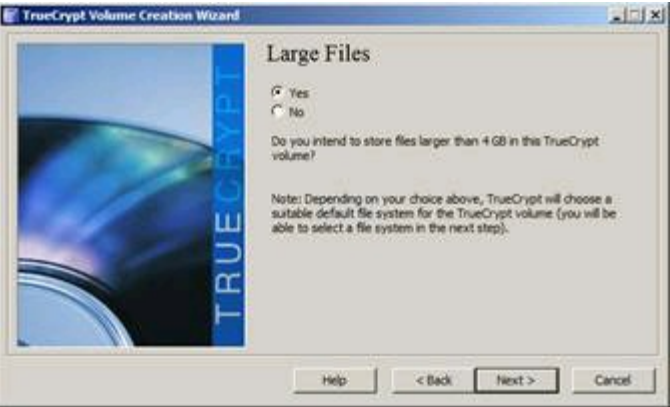 TrueCrypt Volume Creation Wizard
Large Files
Yes
No
Do you intend to store files larger than 4 GB in this TrueCrypt
volume?
Note: Depending on your choice above, TrueCrypt will choose a
suitable default file system for the TrueCrypt volume (you will be
able to select a file system in the next step).
TRUECRYPT
Help
< Back
Next >
Cancel